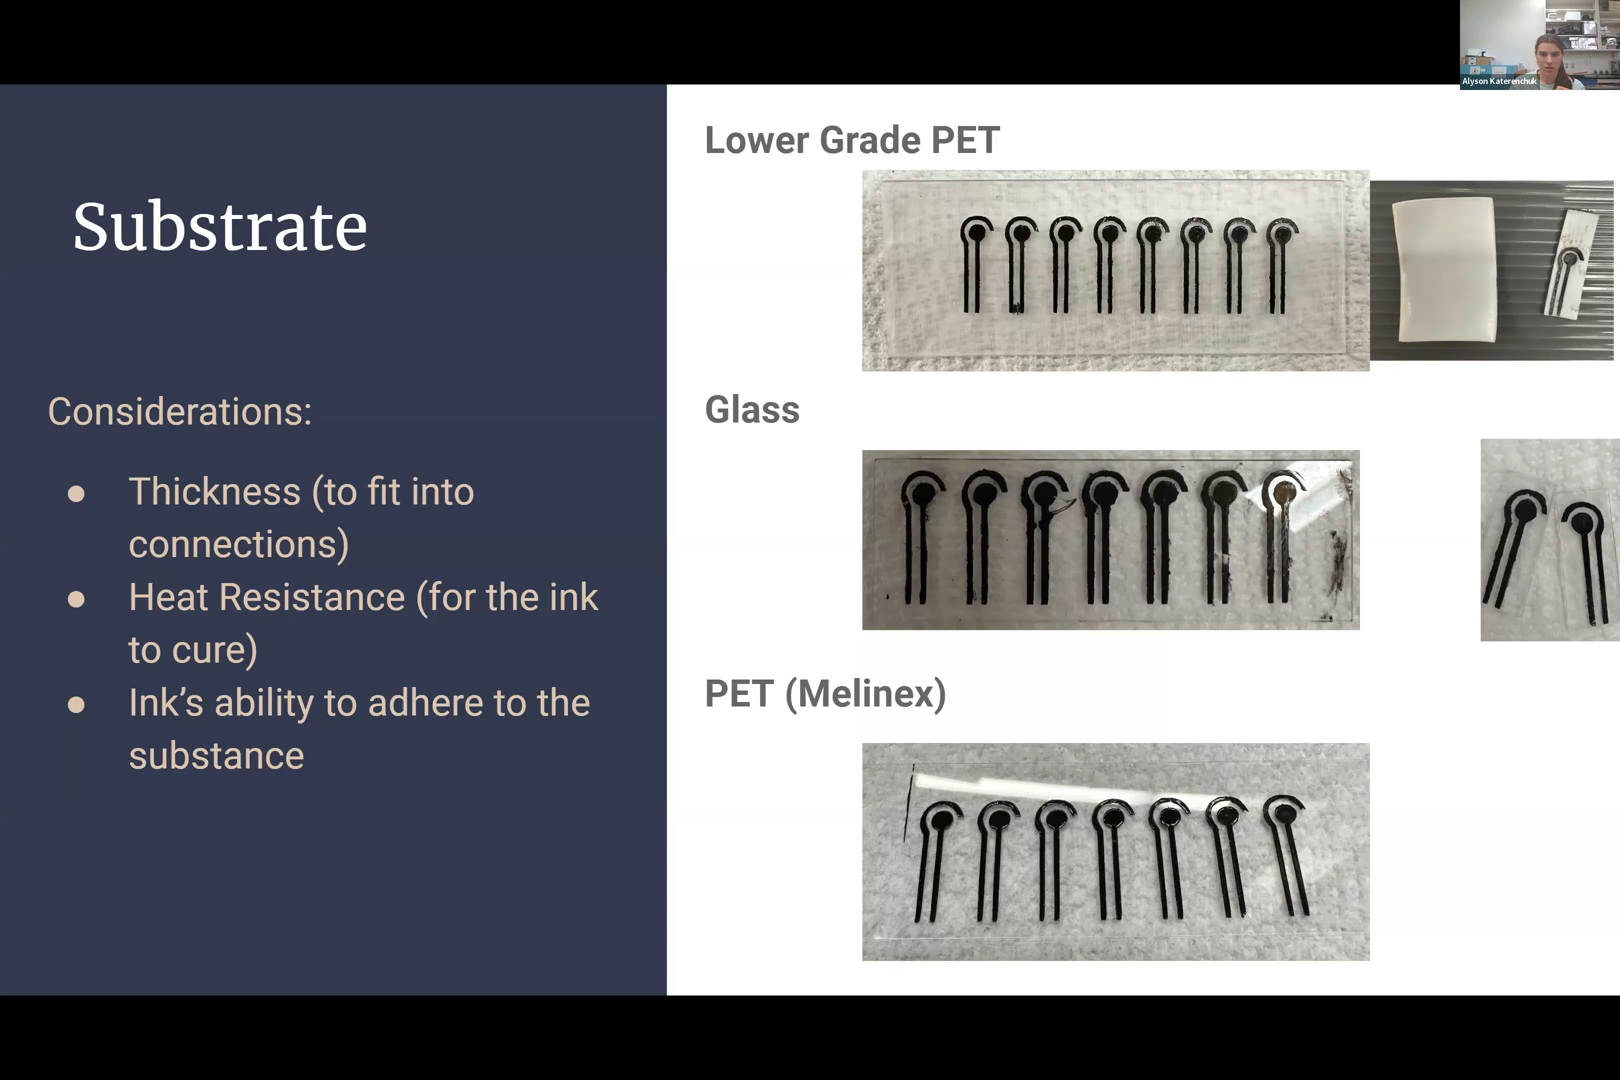 Alyson Katerenchuk
Substrate
Considerations:
● Thickness (to fit into
connections)
● Heat Resistance (for the ink
to cure)
● Ink’s ability to adhere to the
substance
Lower Grade PET
Glass
PET (Melinex)